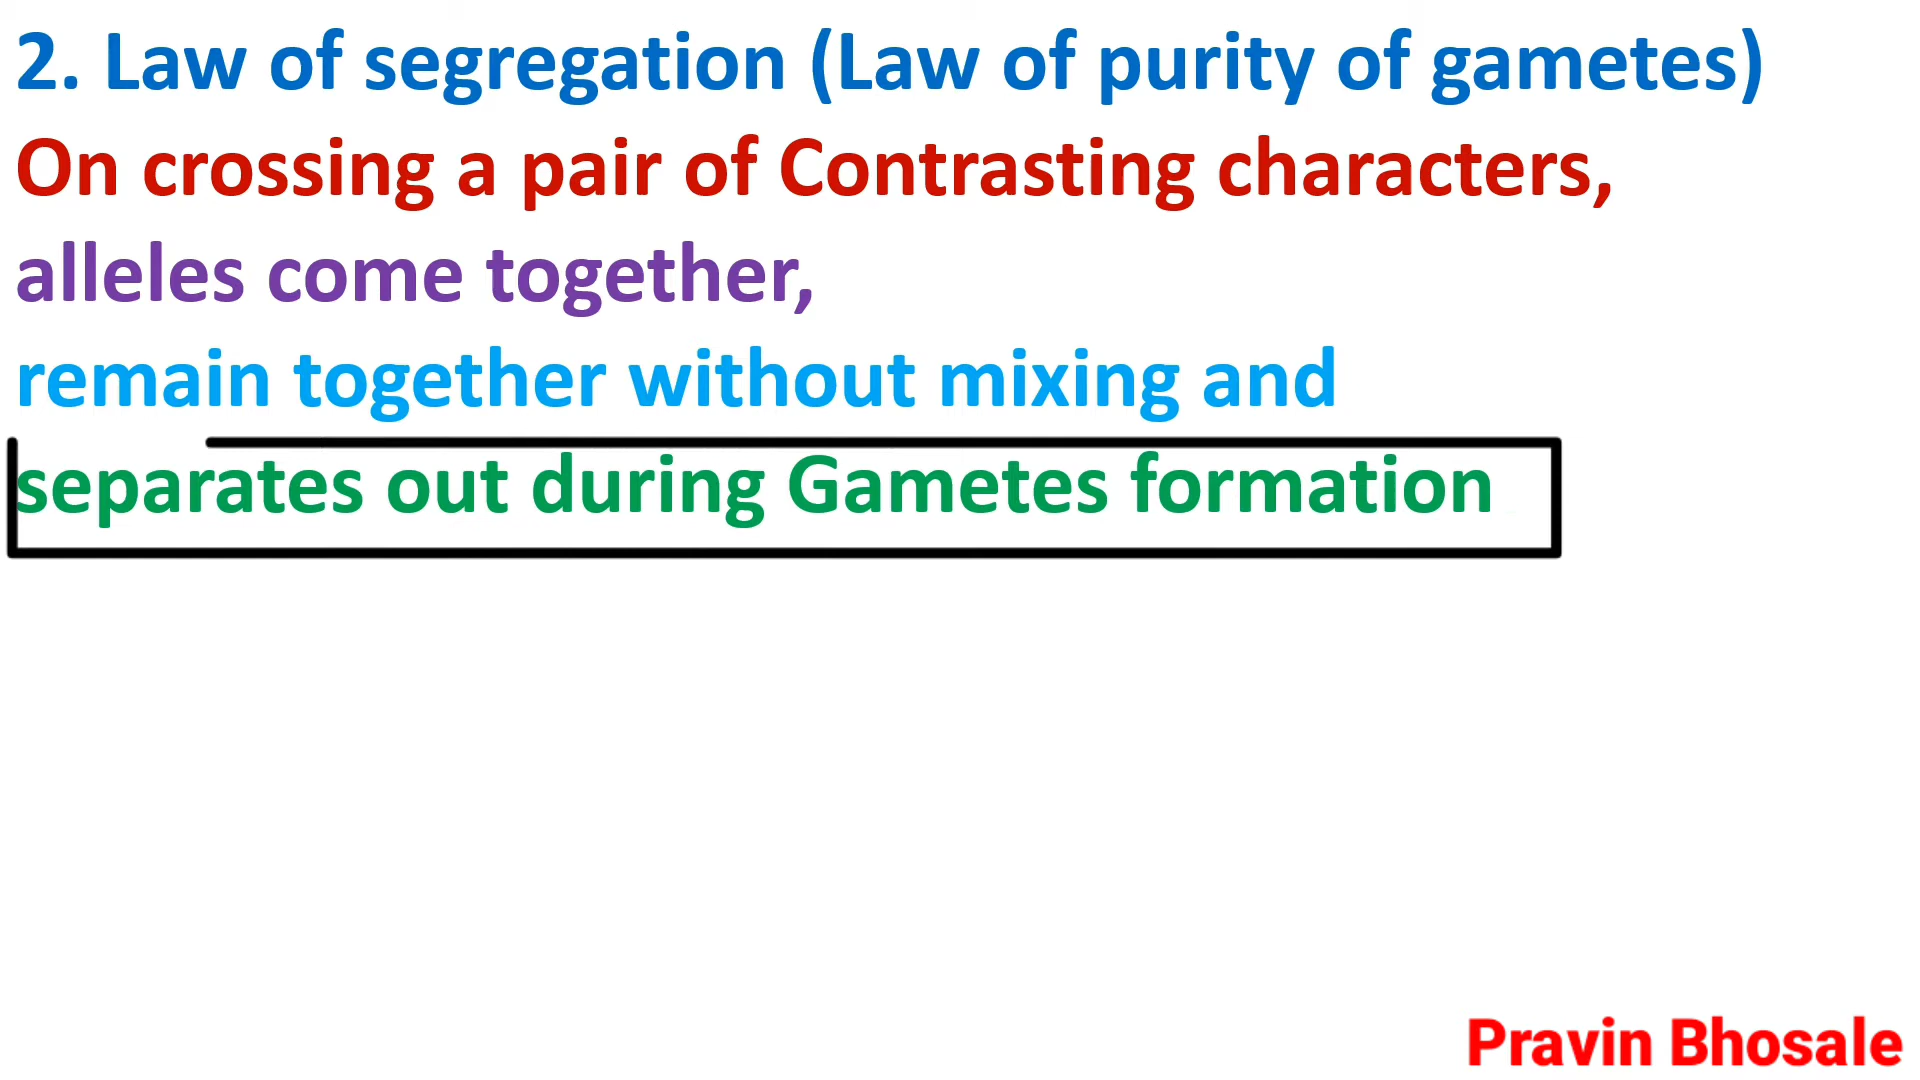 2. Law of segregation (Law of purity of gametes)
On crossing a pair of Contrasting characters,
alleles come together,
remain together without mixing and
separates out during Gametes formation
Pravin Bhosale